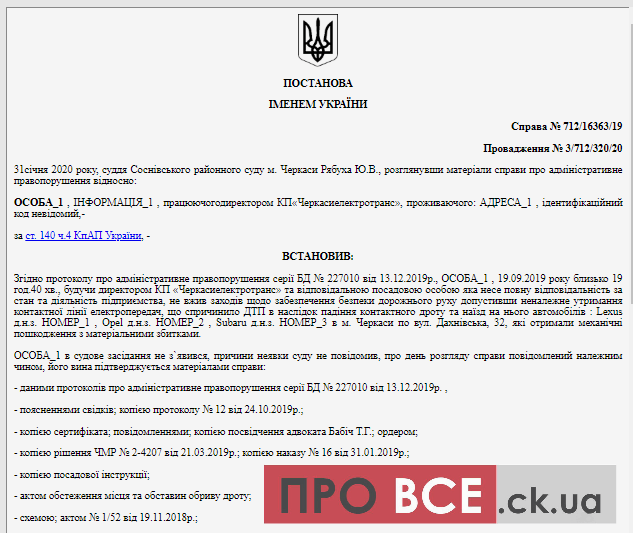 ПОСТАНОВА
ІМЕНЕМ УКРАЇНИ
Справа № 712/16363/19
Провадження № 3/712/320/20
31січня 2020 року, суддя Соснівського районного суду м. Черкаси Рябуха Ю.В., розглянувши матеріали справи про адміністративне
правопорушення відносно:
ОСОБА_1 , ІНФОРМАЦІЯ_1 , працюючогодиректором КП«Черкасиелектротранс», проживаючого: АДРЕСА_1 , ідентифікаційний
код невідомий,-
за ст. 140 ч.4 КпАП України, -
ВСТАНОВИВ:
Згідно протоколу про адміністративне правопорушення серії БД № 227010 від 13.12.2019р., ОСОБА_1 , 19.09.2019 року близько 19
год.40 хв., будучи директором КП «Черкасиелектротранс» та відповідальною посадовою особою яка несе повну відповідальність за
стан та діяльність підприємства, не вжив заходів щодо забезпечення безпеки дорожнього руху допустивши неналежне утримання
контактної лінії електропередач, що спричинило ДТП в наслідок падіння контактного дроту та наїзд на нього автомобілів : Lexus
д.н.з. НОМЕР_1 , Opel д.н.з. НОМЕР_2 , Subaru д.н.з. НОМЕР_3 в м. Черкаси по вул. Дахнівська, 32, які отримали механічні
пошкодження з матеріальними збитками.
ОСОБА_1 в судове засідання не з`явився, причини неявки суду не повідомив, про день розгляду справи повідомлений належним
чином, його вина підтверджується матеріалами справи:
- даними протоколів про адміністративне правопорушення серії БД № 227010 від 13.12.2019р. ,
- поясненнями свідків; копією протоколу № 12 від 24.10.2019р.;
- копією сертифіката; повідомленнями; копією посвідчення адвоката Бабіч Т.Г.; ордером;
- копією рішення ЧМР № 2-4207 від 21.03.2019р.; копією наказу № 16 від 31.01.2019р.;
- копією посадової інструкції;
- актом обстеження місця та обставин обриву дроту;
- схемою; актом № 1/52 від 19.11.2018р.;
ПРО ВСЕ.ck.ua